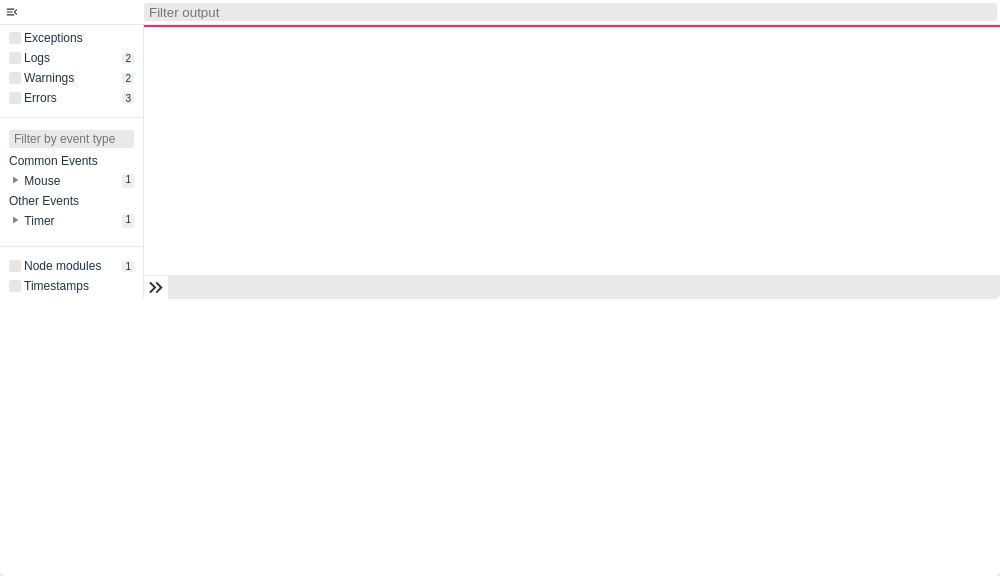 Filter output
Exceptions
Logs 2
Warnings 2
Errors 3
Filter by event type
Common Events
Mouse 1
Other Events
Timer 1
Node modules 1
Timestamps